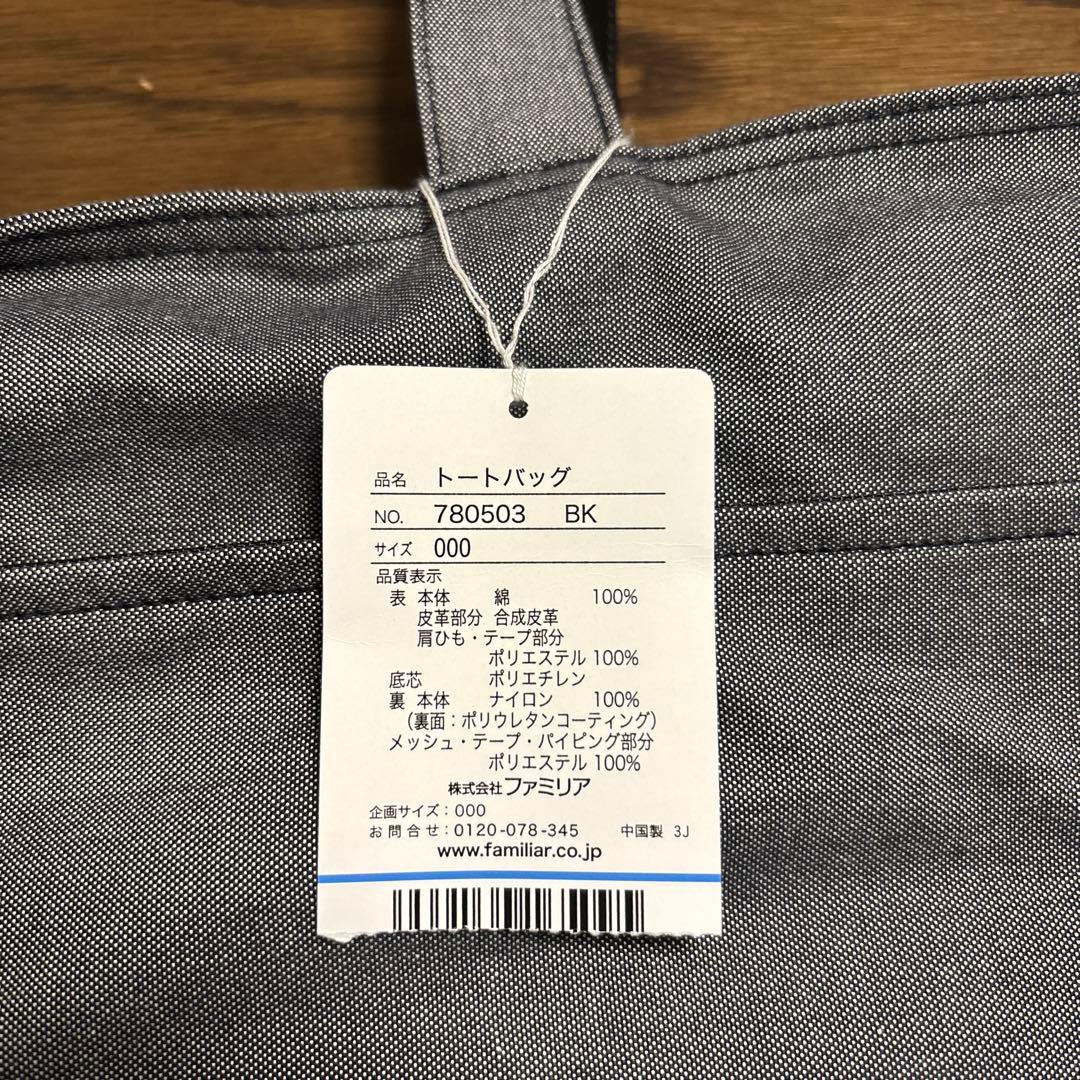 品名 トートバッグ
NO. 780503 BK
サイズ 000
品質表示
表 本体 綿 100%
皮革部分 合成皮革
肩ひも・テープ部分
ポリエステル 100%
底芯 ポリエチレン
裏 本体 ナイロン 100%
(裏面:ポリウレタンコーティング)
メッシュ・テープ・パイピング部分
ポリエステル 100%
株式会社ファミリア
企画サイズ:000
お問合せ:0120-078-345 中国製 3J
www.familiar.co.jp